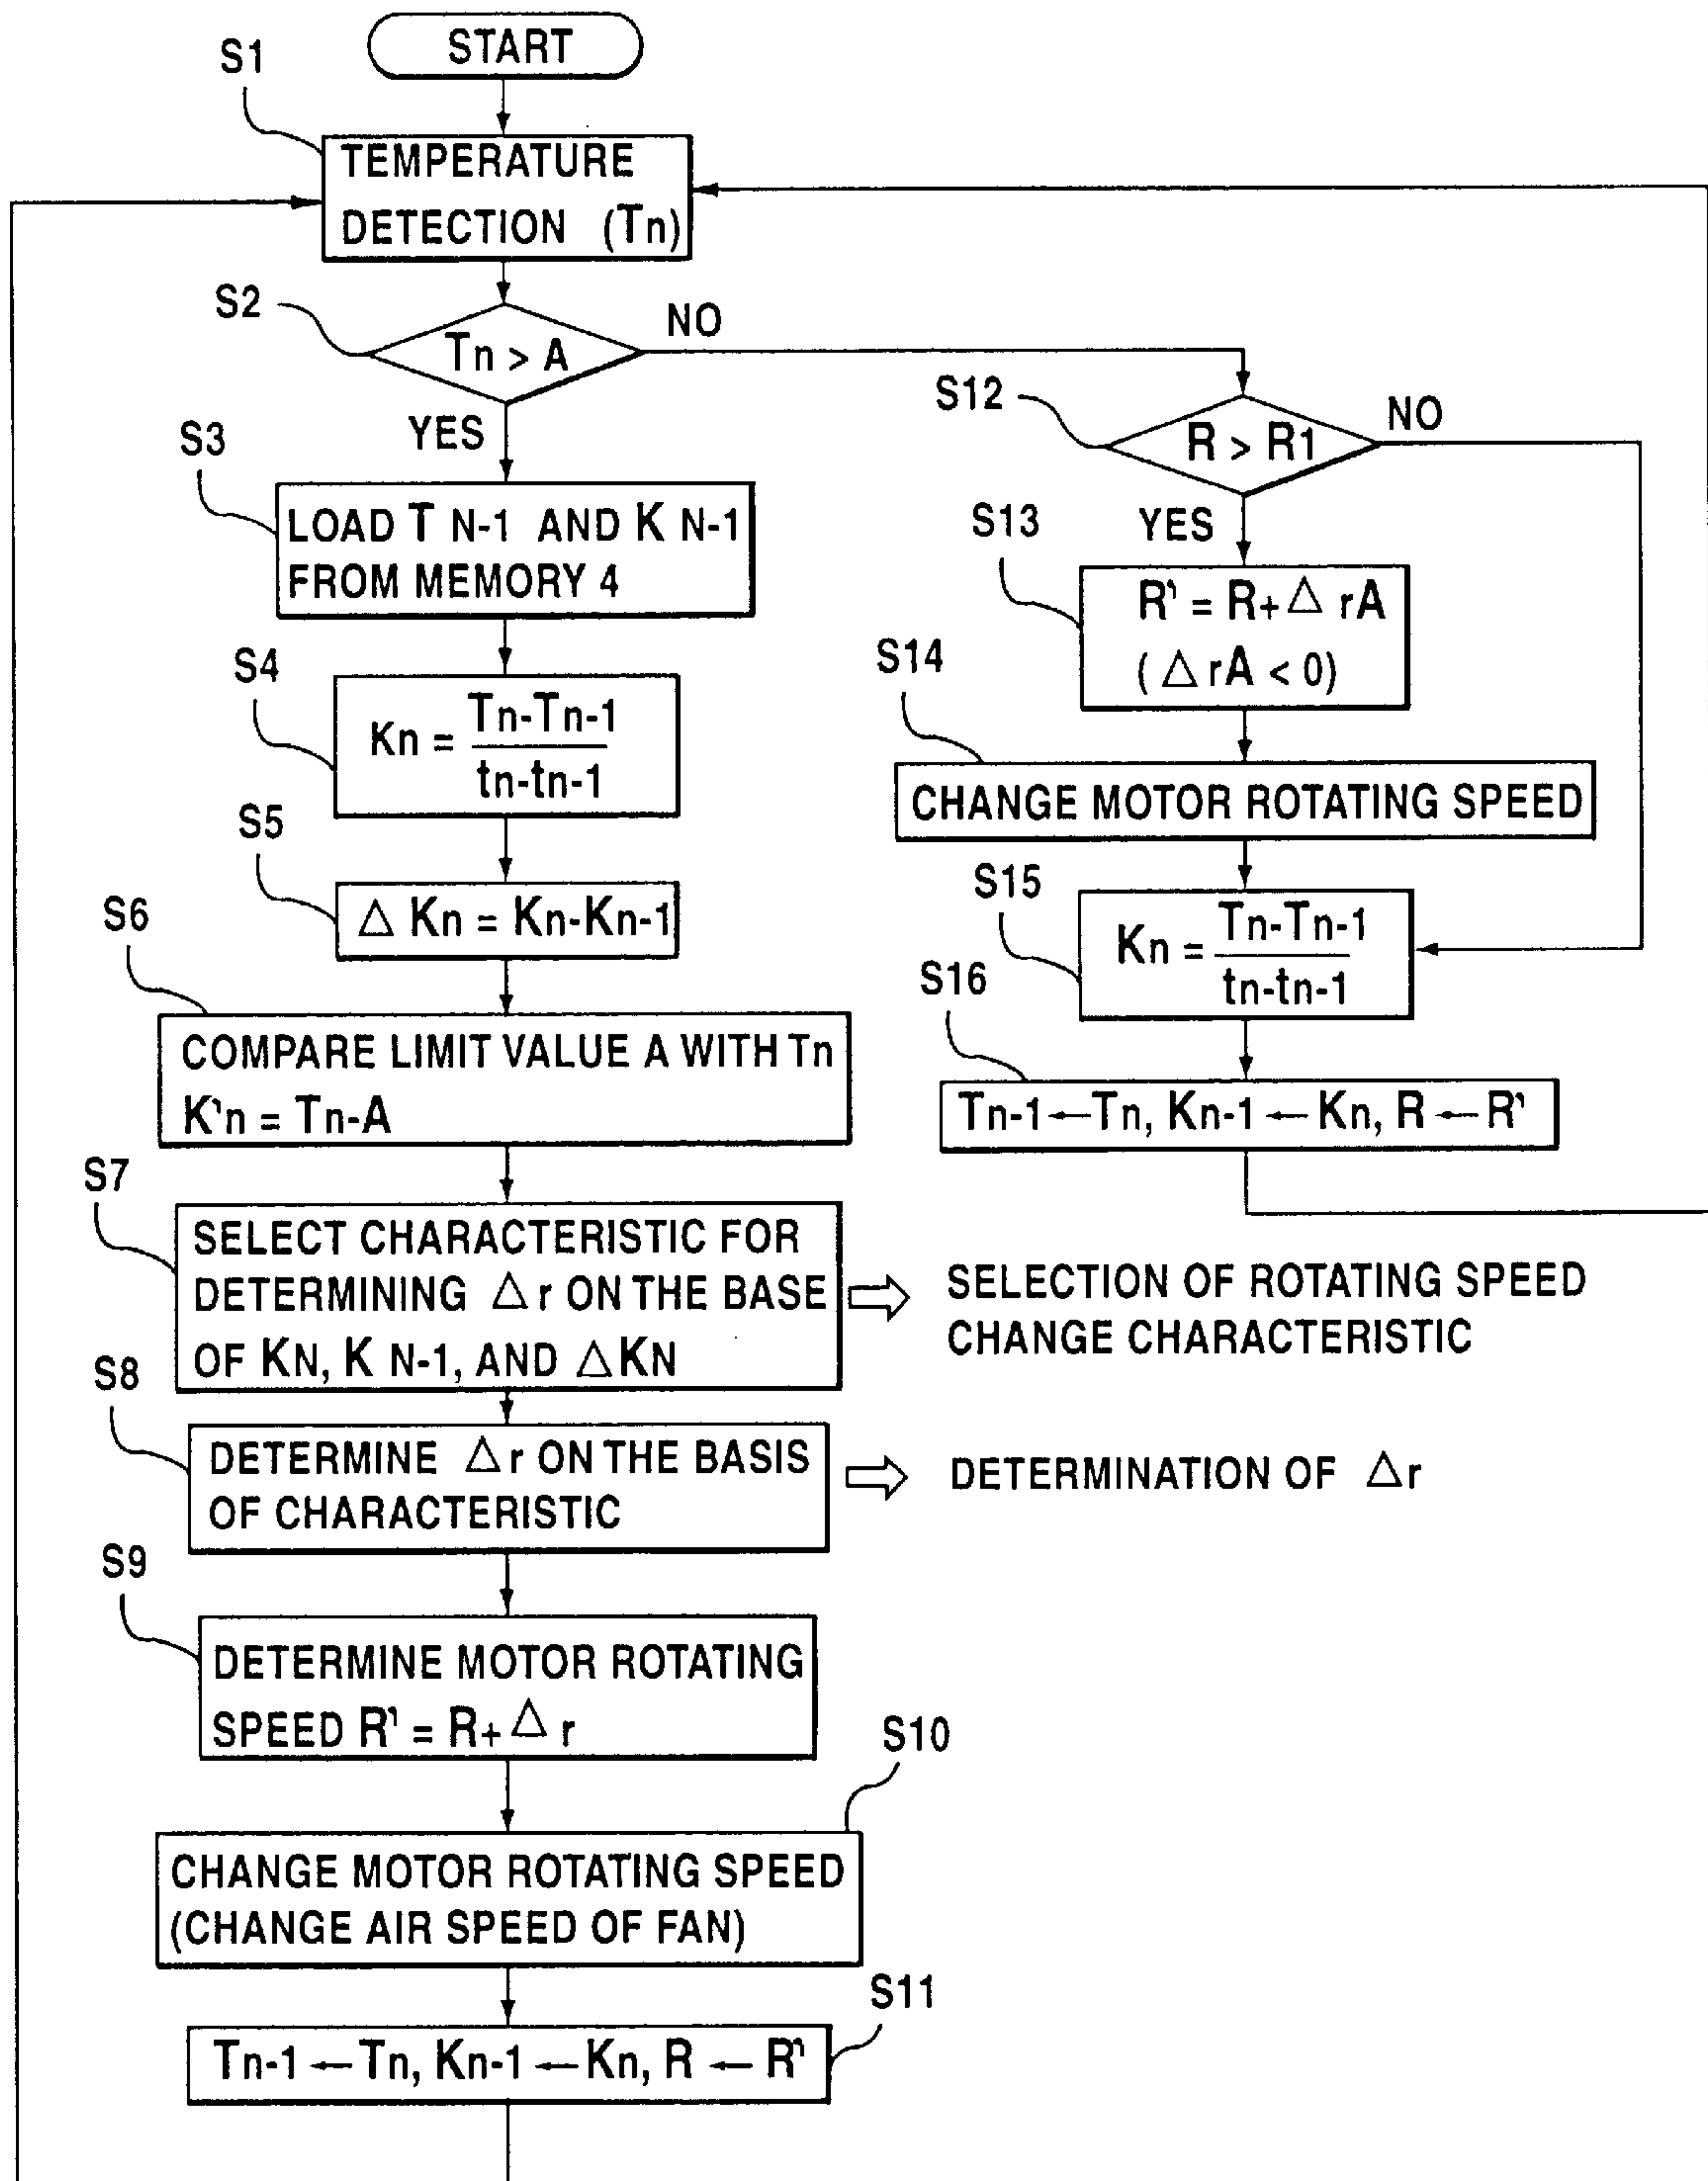 START
S1
TEMPERATURE
DETECTION (Tn)
S2
Tn > A
NO
YES
S3
LOAD T N-1 AND K N-1
FROM MEMORY 4
S4
Kn = Tn-Tn-1
tn-tn-1
S5
△ Kn = Kn-Kn-1
S6
COMPARE LIMIT VALUE A WITH Tn
K'n = Tn-A
S7
SELECT CHARACTERISTIC FOR
DETERMINING △r ON THE BASE
OF KN, K N-1, AND △KN
SELECTION OF ROTATING SPEED
CHANGE CHARACTERISTIC
S8
DETERMINE △r ON THE BASIS
OF CHARACTERISTIC
DETERMINATION OF △r
S9
DETERMINE MOTOR ROTATING
SPEED R' = R+△ r
S10
CHANGE MOTOR ROTATING SPEED
(CHANGE AIR SPEED OF FAN)
S11
Tn-1←Tn, Kn-1←Kn, R ← R'
S12
R > R1
NO
YES
S13
R' = R+△ rA
(△ rA < 0)
S14
CHANGE MOTOR ROTATING SPEED
S15
Kn = Tn-Tn-1
tn-tn-1
S16
Tn-1←Tn, Kn-1←Kn, R←R'